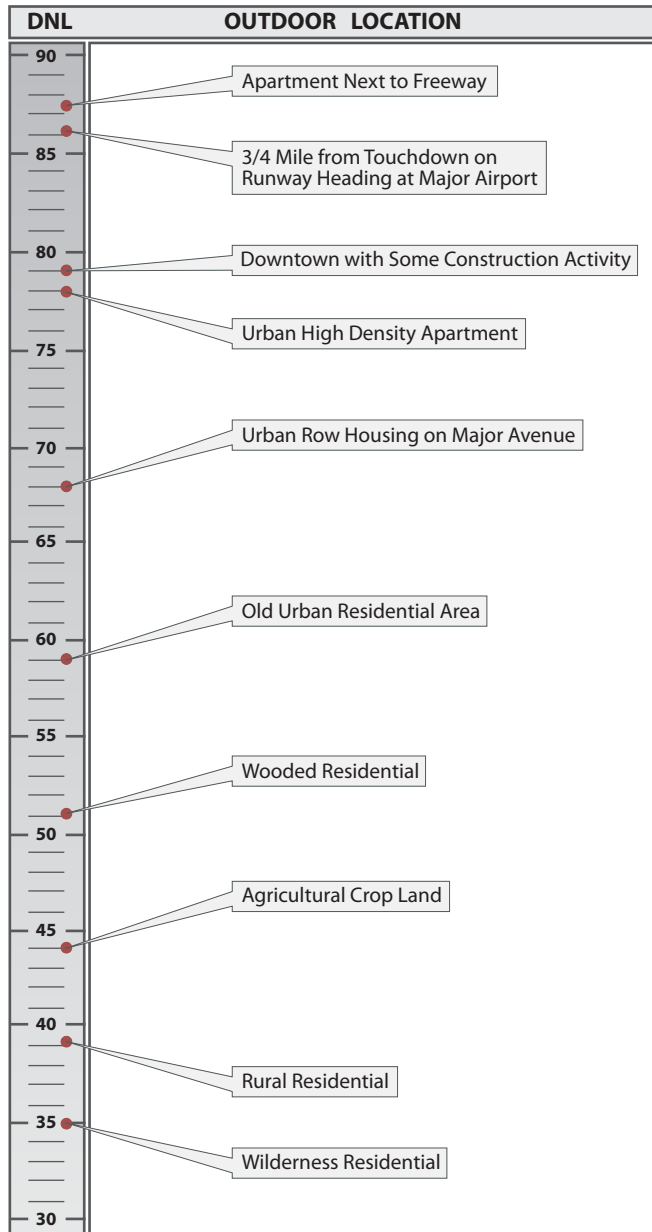 DNL OUTDOOR LOCATION
90
Apartment Next to Freeway
85
3/4 Mile from Touchdown on
Runway Heading at Major Airport
80
Downtown with Some Construction Activity
Urban High Density Apartment
75
70
Urban Row Housing on Major Avenue
65
60
Old Urban Residential Area
55
Wooded Residential
50
45
Agricultural Crop Land
40
Rural Residential
35
Wilderness Residential
30